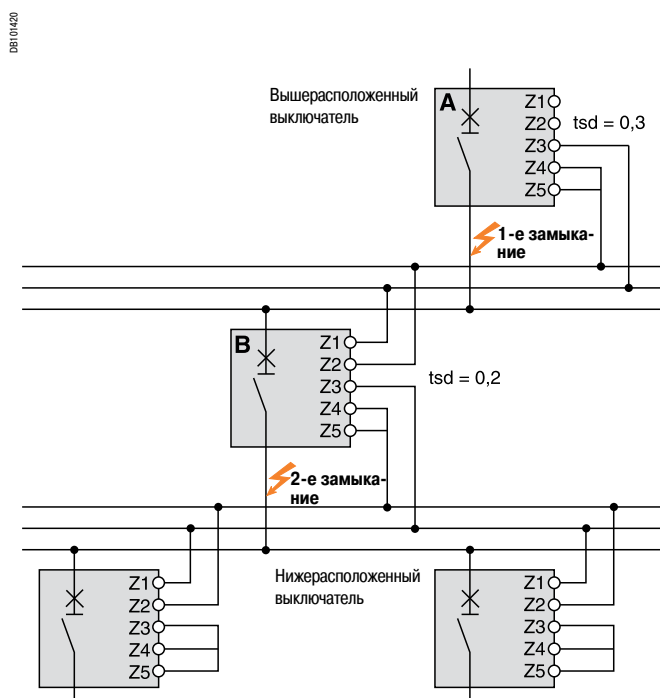 DB101420
Вышерасположенный
выключатель
A
Z1
Z2
Z3
Z4
Z5
tsd = 0,3
1-е замыка-
ние
B
Z1
Z2
Z3
Z4
Z5
tsd = 0,2
2-е замыка-
ние
Нижерасположенный
выключатель
Z1
Z2
Z3
Z4
Z5
Z1
Z2
Z3
Z4
Z5